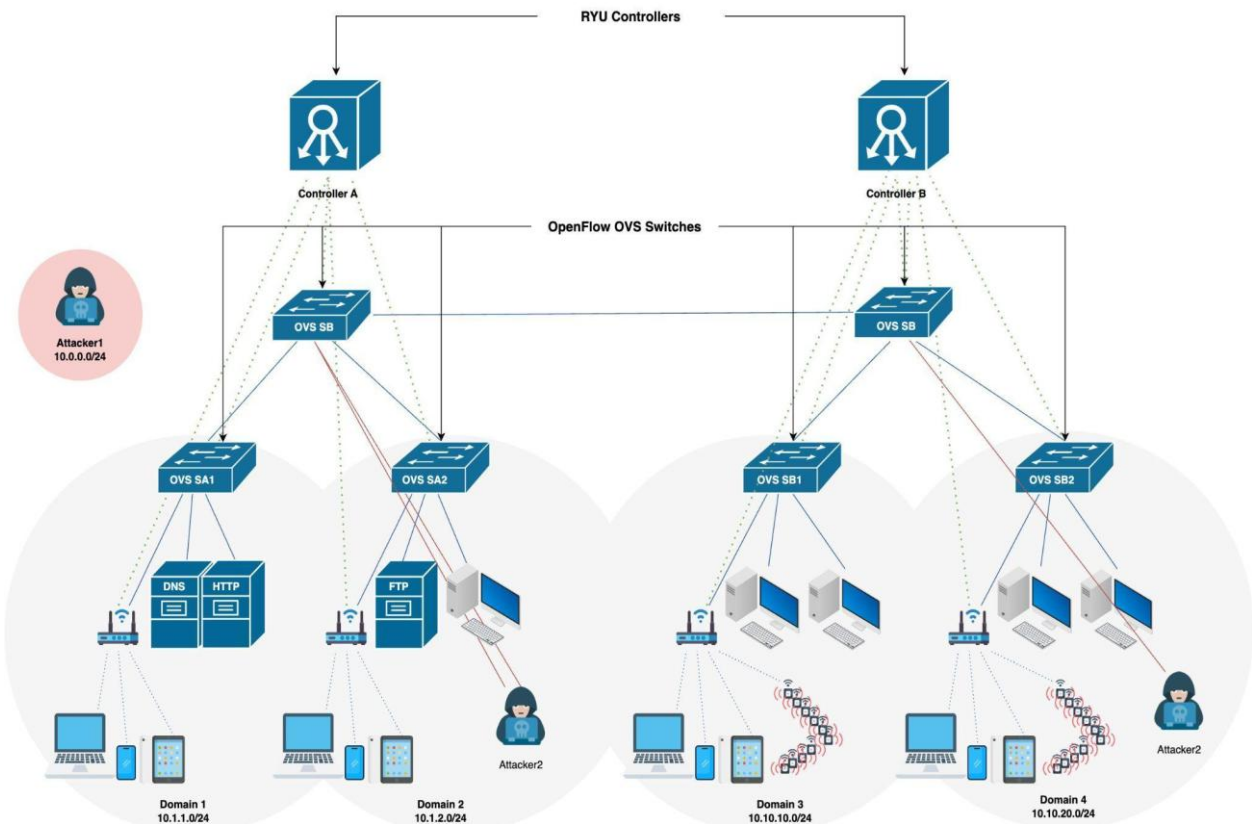 RYU Controllers
Controller A
Controller B
OpenFlow OVS Switches
Attacker1
10.0.0.0/24
OVS SB
OVS SB
OVS SA1
OVS SA2
OVS SB1
OVS SB2
DNS
HTTP
FTP
Attacker2
Attacker2
Domain 1
10.1.1.0/24
Domain 2
10.1.2.0/24
Domain 3
10.10.10.0/24
Domain 4
10.10.20.0/24